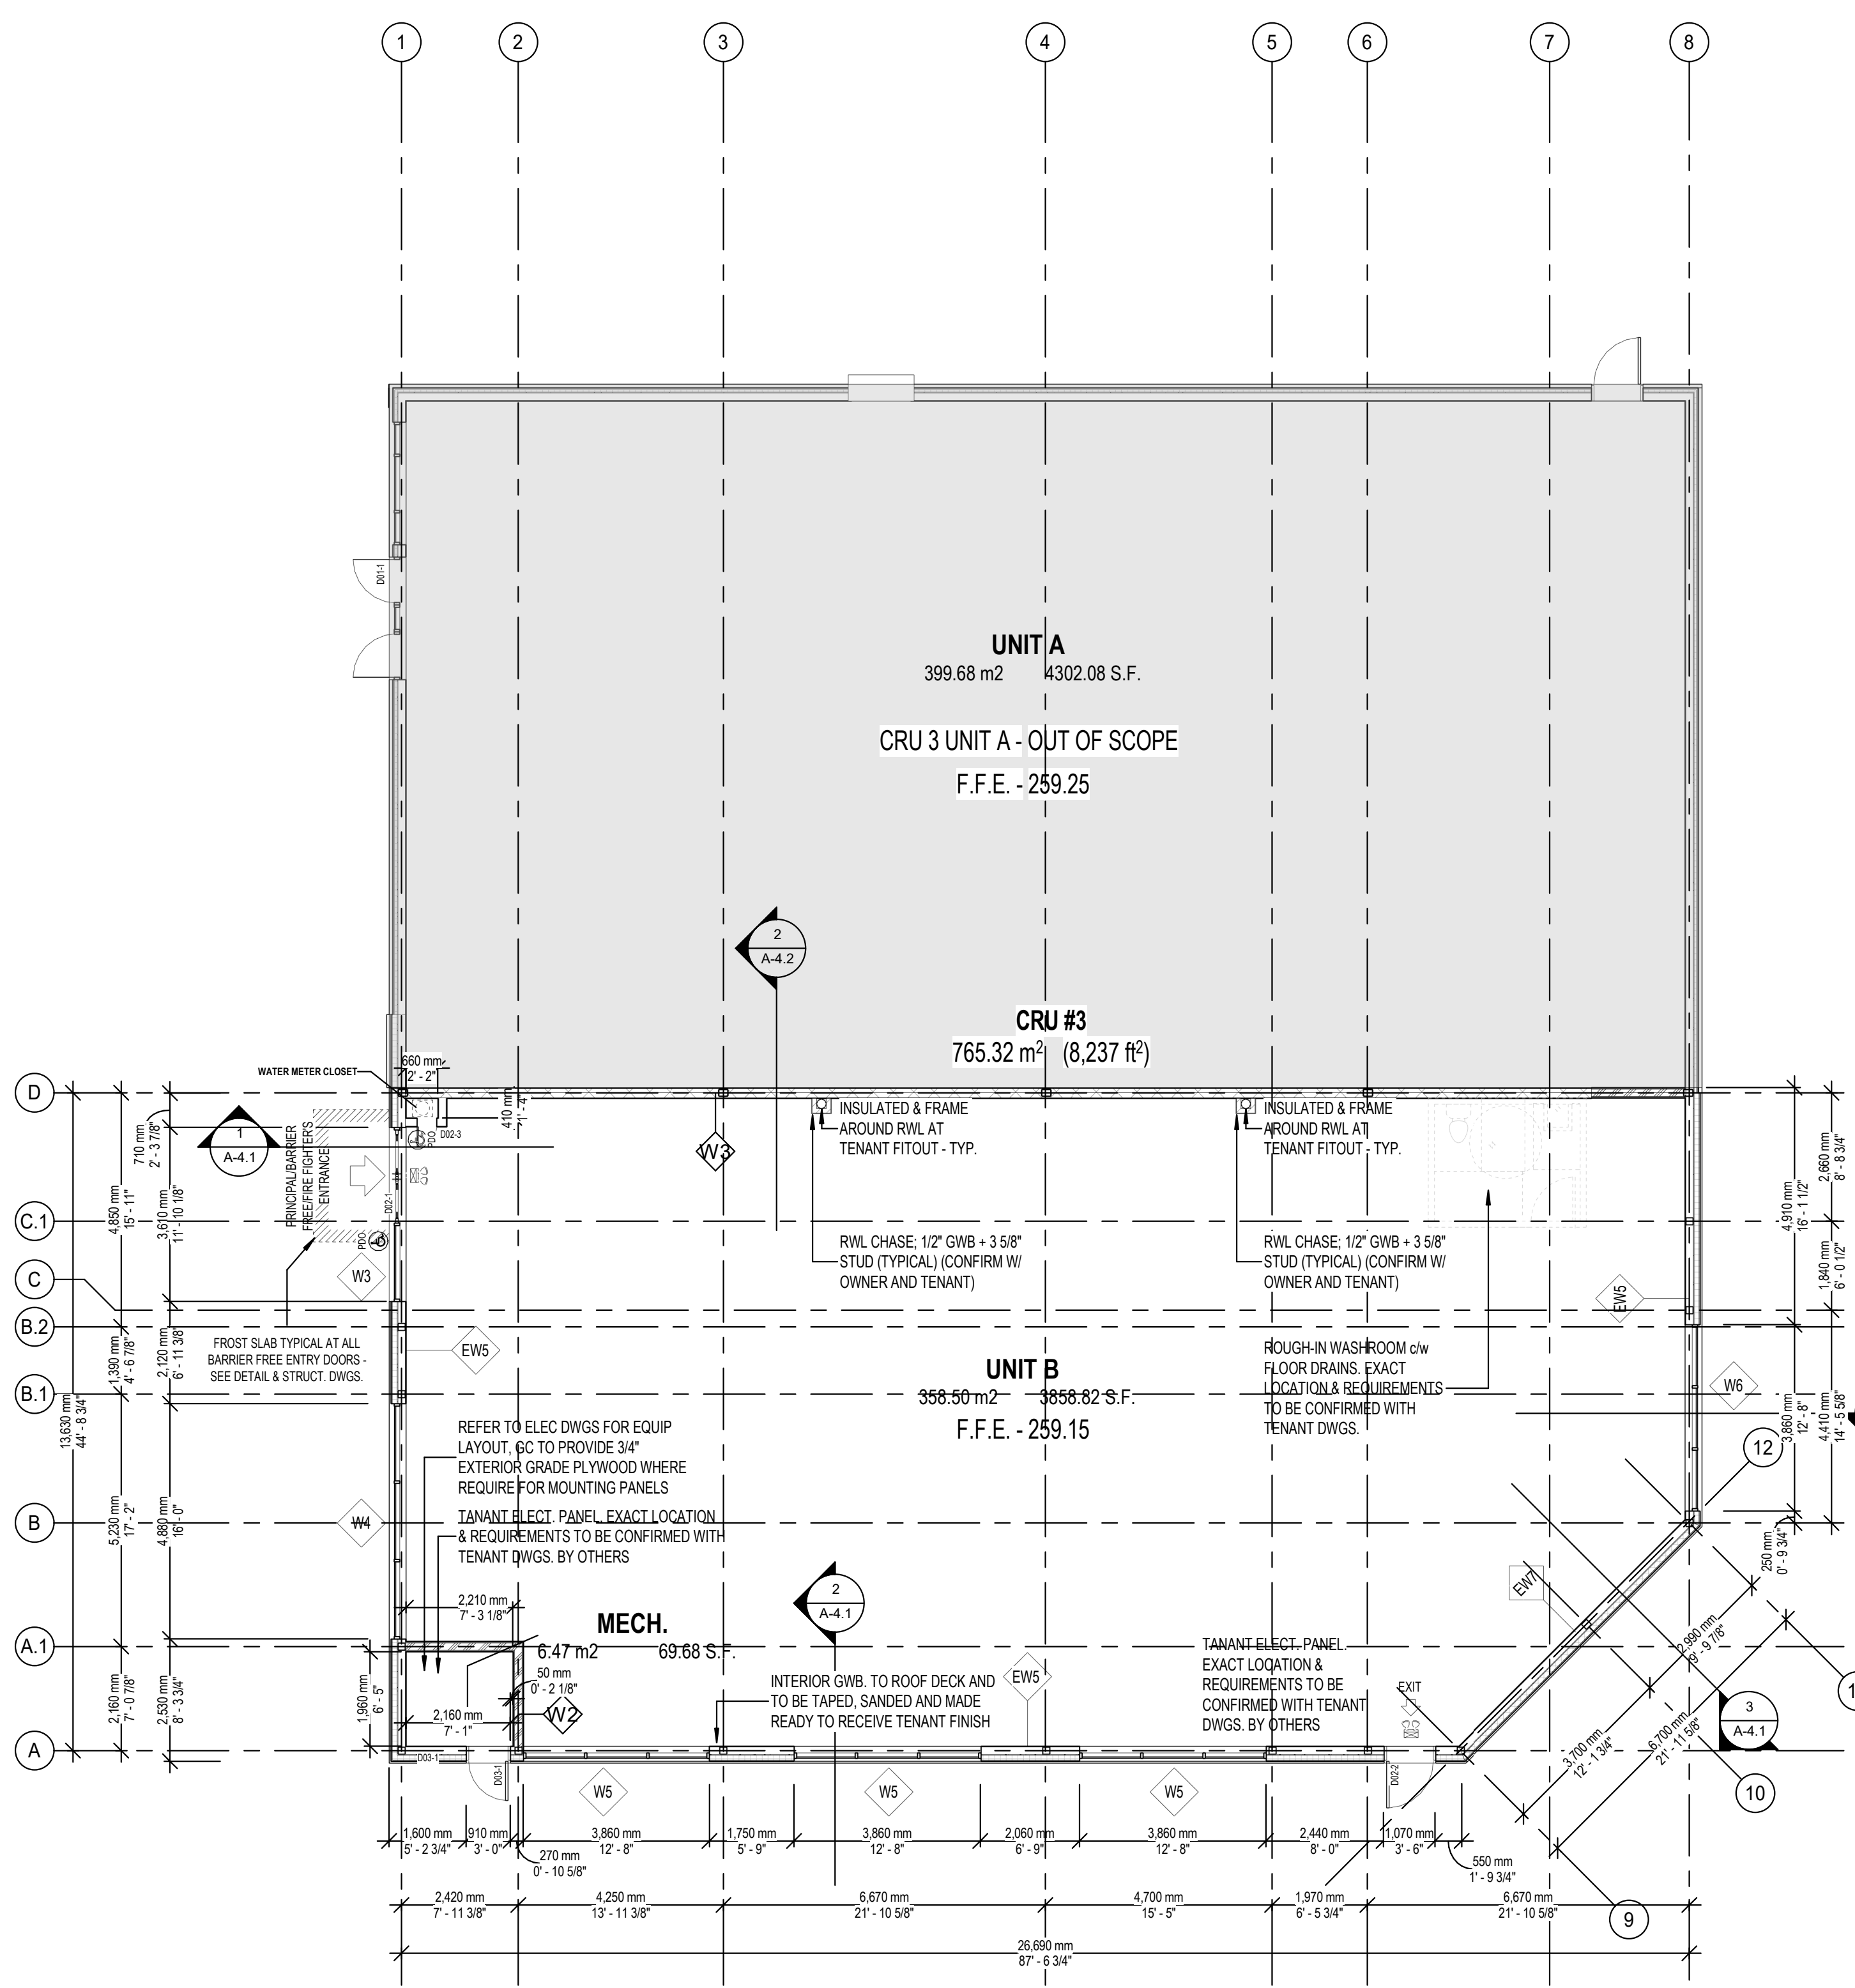 1
2
3
4
5
6
7
8
D01-1
UNIT A
399.68 m2 4302.08 S.F.
CRU 3 UNIT A - OUT OF SCOPE
F.F.E. - 259.25
2
A-4.2
CRU #3
765.32 m2 (8,237 ft2)
660 mm
2' - 2"
WATER METER CLOSET
D
410 mm
1' - 4"
INSULATED & FRAME
AROUND RWL AT
TENANT FITOUT - TYP.
INSULATED & FRAME
AROUND RWL AT
TENANT FITOUT - TYP.
PDO
D02-3
W3
1
A-4.1
PRINCIPAL/BARRIER
FREE/FIRE FIGHTER'S
ENTRANCE
D02-1
PDO
710 mm
2' - 3 7/8"
4,850 mm
15' - 11"
3,610 mm
11' - 10 1/8"
2,660 mm
8' - 8 3/4"
4,910 mm
16' - 1 1/2"
C.1
RWL CHASE; 1/2" GWB + 3 5/8"
STUD (TYPICAL) (CONFIRM W/
OWNER AND TENANT)
RWL CHASE; 1/2" GWB + 3 5/8"
STUD (TYPICAL) (CONFIRM W/
OWNER AND TENANT)
W3
C
EW5
1,840 mm
6' - 0 1/2"
B.2
FROST SLAB TYPICAL AT ALL
BARRIER FREE ENTRY DOORS -
SEE DETAIL & STRUCT. DWGS.
EW5
1,390 mm
4' - 6 7/8"
2,120 mm
6' - 11 3/8"
UNIT B
358.50 m2 3858.82 S.F.
F.F.E. - 259.15
ROUGH-IN WASHROOM c/w
FLOOR DRAINS. EXACT
LOCATION & REQUIREMENTS
TO BE CONFIRMED WITH
TENANT DWGS.
W6
B.1
13,630 mm
44' - 8 3/4"
3,860 mm
12' - 8"
4,410 mm
14' - 5 5/8"
REFER TO ELEC DWGS FOR EQUIP
LAYOUT, GC TO PROVIDE 3/4"
EXTERIOR GRADE PLYWOOD WHERE
REQUIRE FOR MOUNTING PANELS
12
TANANT ELECT. PANEL. EXACT LOCATION
& REQUIREMENTS TO BE CONFIRMED WITH
TENANT DWGS. BY OTHERS
B
W4
5,230 mm
17' - 2"
4,880 mm
16' - 0"
250 mm
0' - 9 3/4"
EW7
2,210 mm
7' - 3 1/8"
2
A-4.1
MECH.
6.47 m2 69.68 S.F.
A.1
2,990 mm
9' - 9 7/8"
TANANT ELECT. PANEL.
EXACT LOCATION &
REQUIREMENTS TO BE
CONFIRMED WITH TENANT
DWGS. BY OTHERS
50 mm
0' - 2 1/8"
INTERIOR GWB. TO ROOF DECK AND
TO BE TAPED, SANDED AND MADE
READY TO RECEIVE TENANT FINISH
EW5
EXIT
2,160 mm
7' - 0 7/8"
2,530 mm
8' - 3 3/4"
1,960 mm
6' - 5"
2,160 mm
7' - 1"
W2
3
A-4.1
1
A
D03-1
D03-1
D02-2
3,700 mm
12' - 1 3/4"
6,700 mm
21' - 11 5/8"
W5
W5
W5
10
1,600 mm
5' - 2 3/4"
910 mm
3' - 0"
3,860 mm
12' - 8"
1,750 mm
5' - 9"
3,860 mm
12' - 8"
2,060 mm
6' - 9"
3,860 mm
12' - 8"
2,440 mm
8' - 0"
1,070 mm
3' - 6"
270 mm
0' - 10 5/8"
550 mm
1' - 9 3/4"
2,420 mm
7' - 11 3/8"
4,250 mm
13' - 11 3/8"
6,670 mm
21' - 10 5/8"
4,700 mm
15' - 5"
1,970 mm
6' - 5 3/4"
6,670 mm
21' - 10 5/8"
9
26,690 mm
87' - 6 3/4"